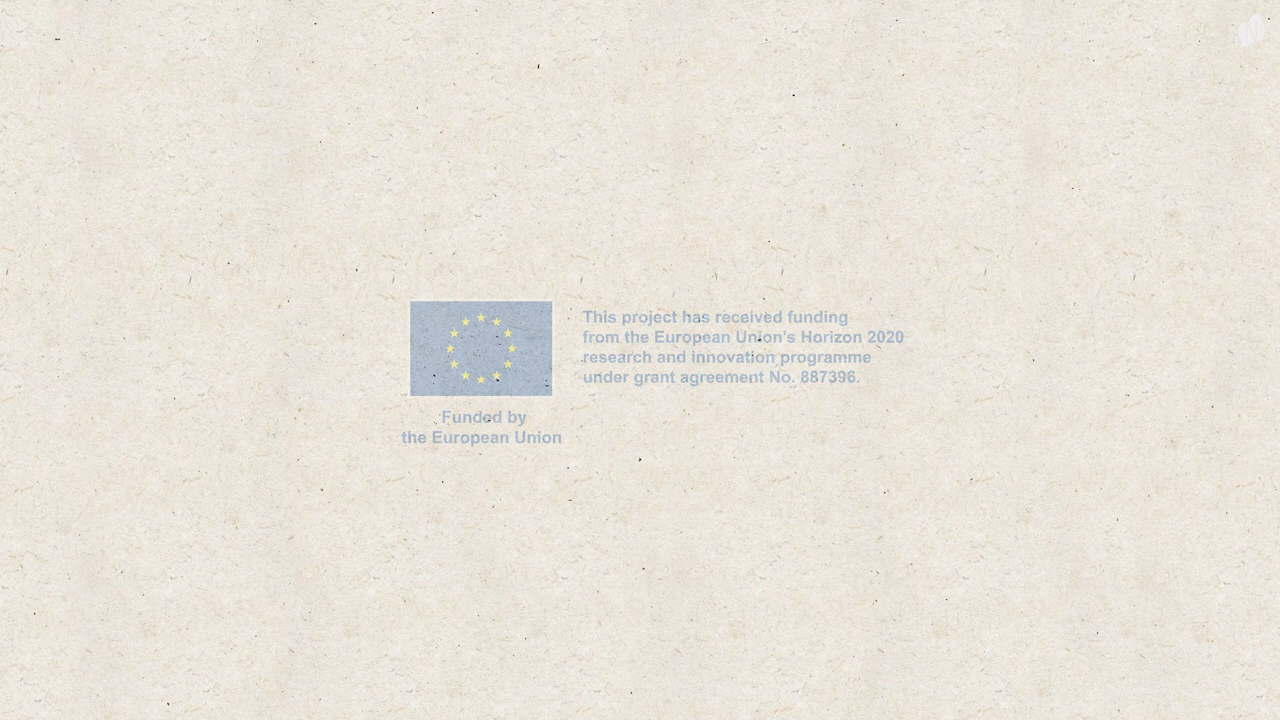 This project has received funding
from the European Union's Horizon 2020
research and innovation programme
under grant agreement No. 887396.
Funded by
the European Union